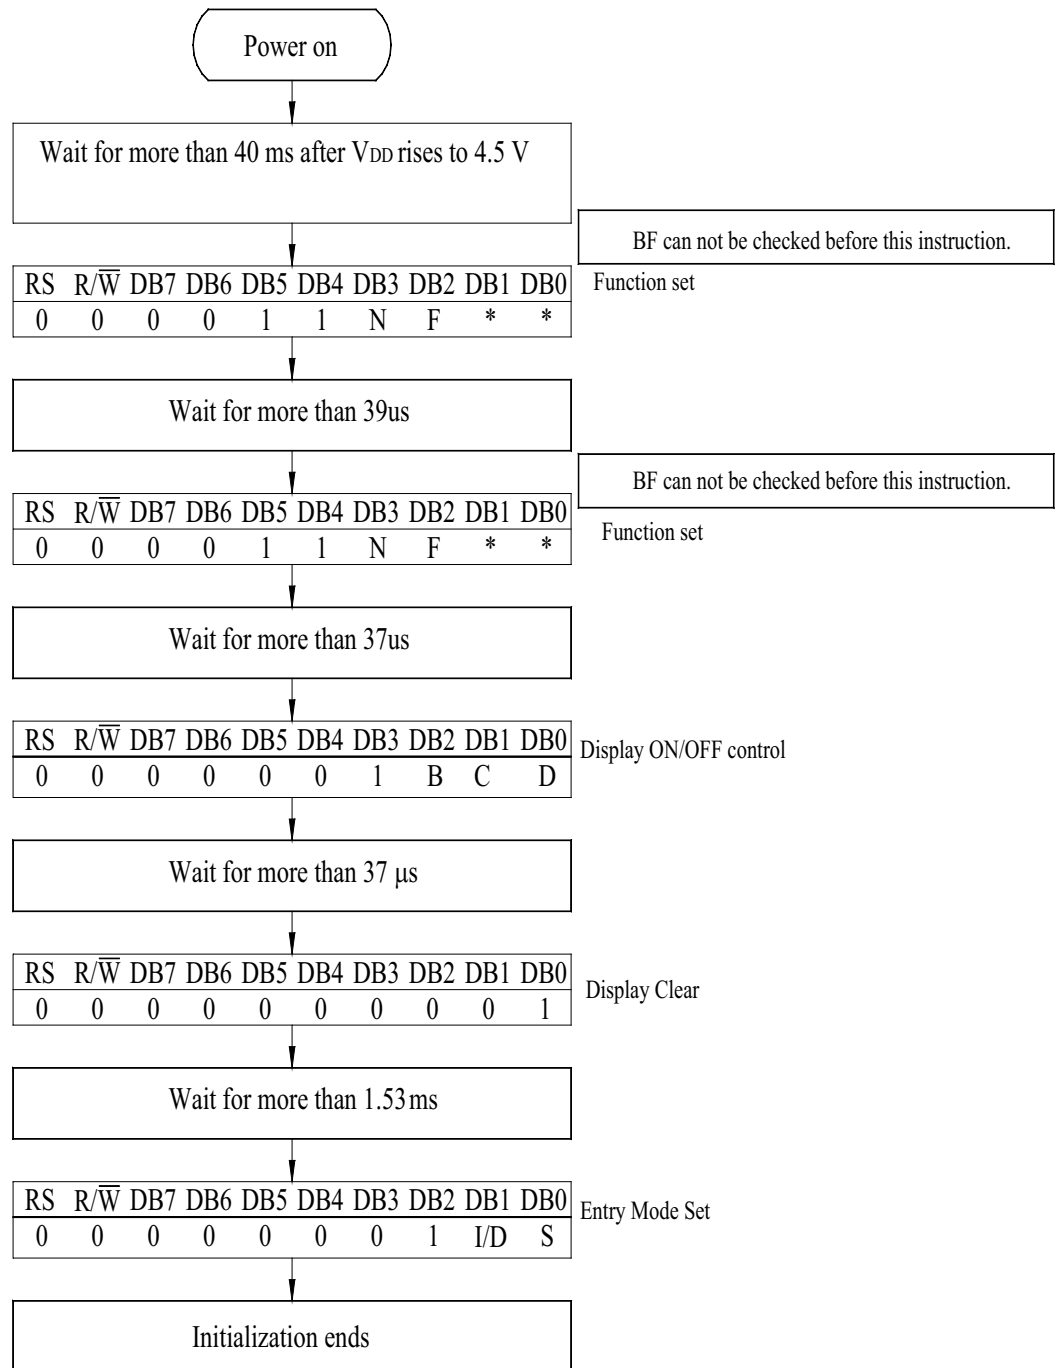 Power on
Wait for more than 40 ms after VDD rises to 4.5 V
BF can not be checked before this instruction.
RS R/W̅ DB7 DB6 DB5 DB4 DB3 DB2 DB1 DB0
Function set
0 0 0 0 1 1 N F * *
Wait for more than 39us
BF can not be checked before this instruction.
RS R/W̅ DB7 DB6 DB5 DB4 DB3 DB2 DB1 DB0
Function set
0 0 0 0 1 1 N F * *
Wait for more than 37us
RS R/W̅ DB7 DB6 DB5 DB4 DB3 DB2 DB1 DB0
Display ON/OFF control
0 0 0 0 0 0 1 B C D
Wait for more than 37 μs
RS R/W̅ DB7 DB6 DB5 DB4 DB3 DB2 DB1 DB0
Display Clear
0 0 0 0 0 0 0 0 0 1
Wait for more than 1.53ms
RS R/W̅ DB7 DB6 DB5 DB4 DB3 DB2 DB1 DB0
Entry Mode Set
0 0 0 0 0 0 0 1 I/D S
Initialization ends